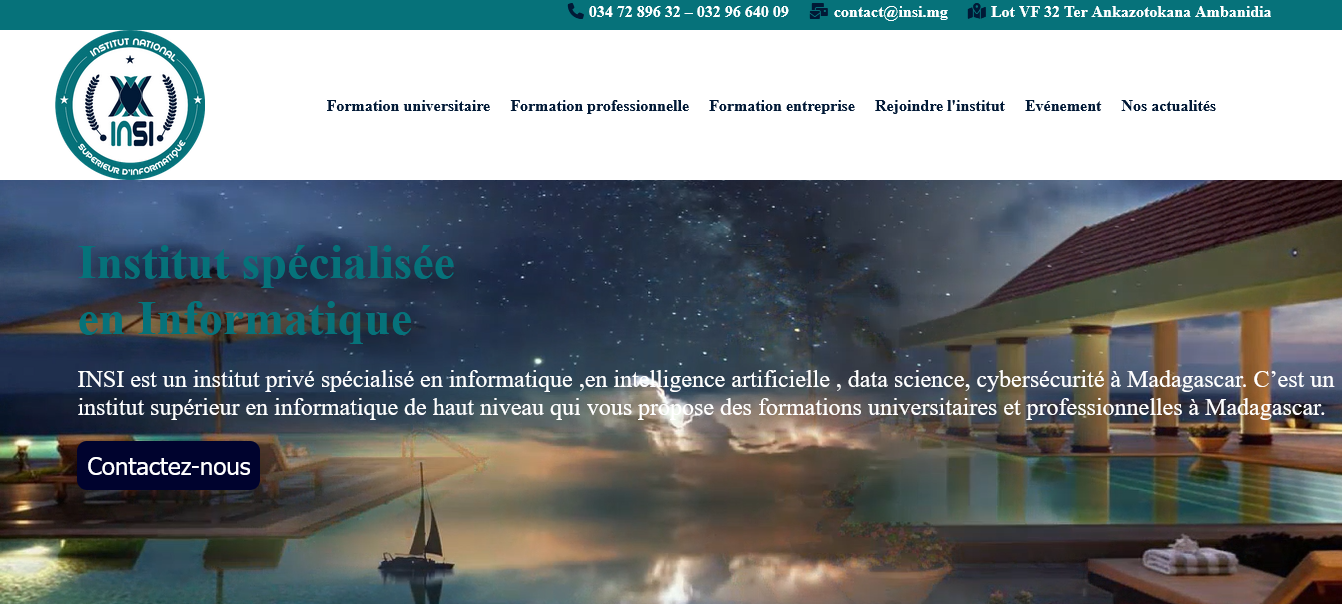 034 72 896 32 – 032 96 640 09 contact@insi.mg Lot VF 32 Ter Ankazotokana Ambanidia
INSTITUT NATIONAL
INSI
SUPERIEUR D'INFORMATIQUE
Formation universitaire Formation professionnelle Formation entreprise Rejoindre l'institut Evénement Nos actualités
Institut spécialisée
en Informatique
INSI est un institut privé spécialisé en informatique ,en intelligence artificielle , data science, cybersécurité à Madagascar. C’est un
institut supérieur en informatique de haut niveau qui vous propose des formations universitaires et professionnelles à Madagascar.
Contactez-nous